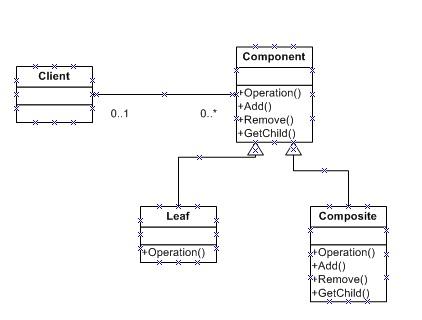 Component
Client
+Operation()
+Add()
+Remove()
+GetChild()
0..1
0..*
Leaf
+Operation()
Composite
+Operation()
+Add()
+Remove()
+GetChild()